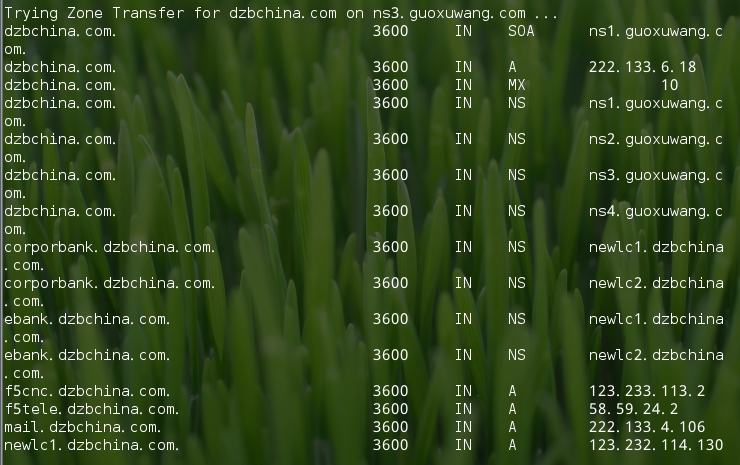 Trying Zone Transfer for dzbchina.com on ns3.guoxuwang.com ...
dzbchina.com. 3600 IN SOA ns1.guoxuwang.c
om.
dzbchina.com. 3600 IN A 222.133.6.18
dzbchina.com. 3600 IN MX 10
dzbchina.com. 3600 IN NS ns1.guoxuwang.c
om.
dzbchina.com. 3600 IN NS ns2.guoxuwang.c
om.
dzbchina.com. 3600 IN NS ns3.guoxuwang.c
om.
dzbchina.com. 3600 IN NS ns4.guoxuwang.c
om.
corporbank.dzbchina.com. 3600 IN NS newlc1.dzbchina
.com.
corporbank.dzbchina.com. 3600 IN NS newlc2.dzbchina
.com.
ebank.dzbchina.com. 3600 IN NS newlc1.dzbchina
.com.
ebank.dzbchina.com. 3600 IN NS newlc2.dzbchina
.com.
f5cnc.dzbchina.com. 3600 IN A 123.233.113.2
f5tele.dzbchina.com. 3600 IN A 58.59.24.2
mail.dzbchina.com. 3600 IN A 222.133.4.106
newlc1.dzbchina.com. 3600 IN A 123.232.114.130